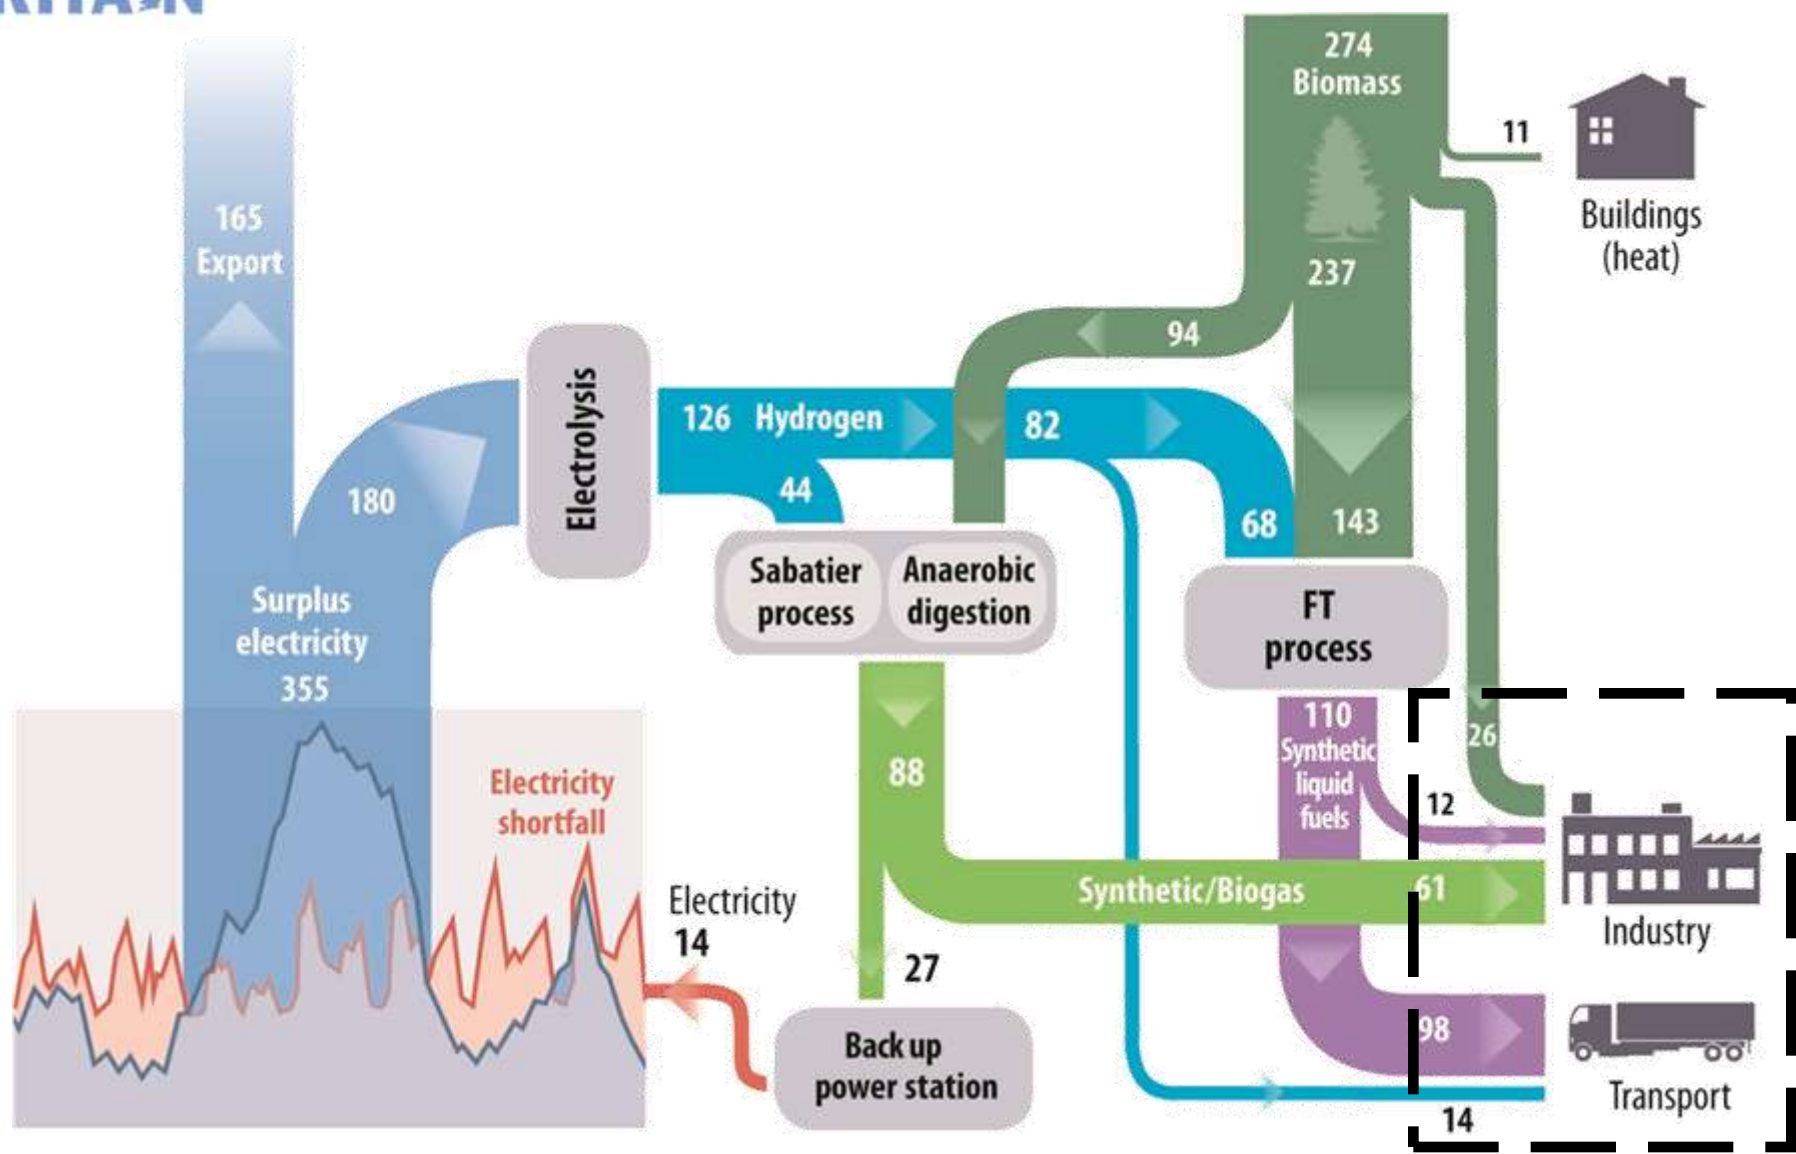 274
Biomass
11
Buildings
(heat)
165
Export
237
94
Electrolysis
126 Hydrogen
82
44
180
68
143
Sabatier
process
Anaerobic
digestion
FT
process
Surplus
electricity
355
110
Synthetic
liquid
fuels
26
Electricity
shortfall
88
12
Synthetic/Biogas
61
Industry
Electricity
14
27
98
Back up
power station
Transport
14